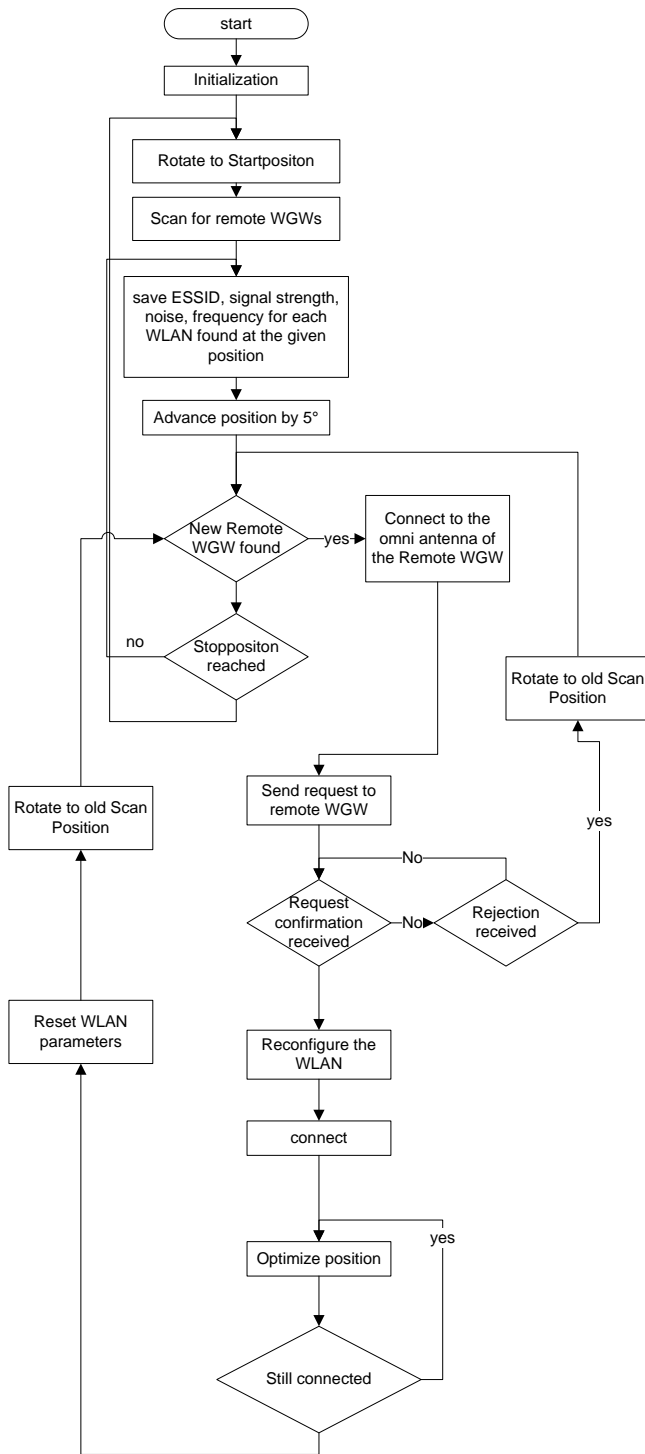 start
Initialization
Rotate to Startpositon
Scan for remote WGWs
save ESSID, signal strength,
noise, frequency for each
WLAN found at the given
position
Advance position by 5°
New Remote
WGW found
yes
Connect to the
omni antenna of
the Remote WGW
no
Stoppositon
reached
Rotate to old Scan
Position
Send request to
remote WGW
Rotate to old Scan
Position
yes
No
Request
confirmation
received
No
Rejection
received
Reset WLAN
parameters
Reconfigure the
WLAN
connect
yes
Optimize position
Still connected